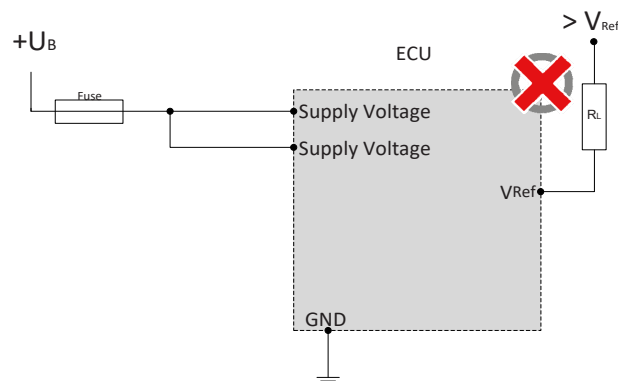 > VRef
+UB
ECU
Fuse
Supply Voltage
RL
Supply Voltage
VRef
GND